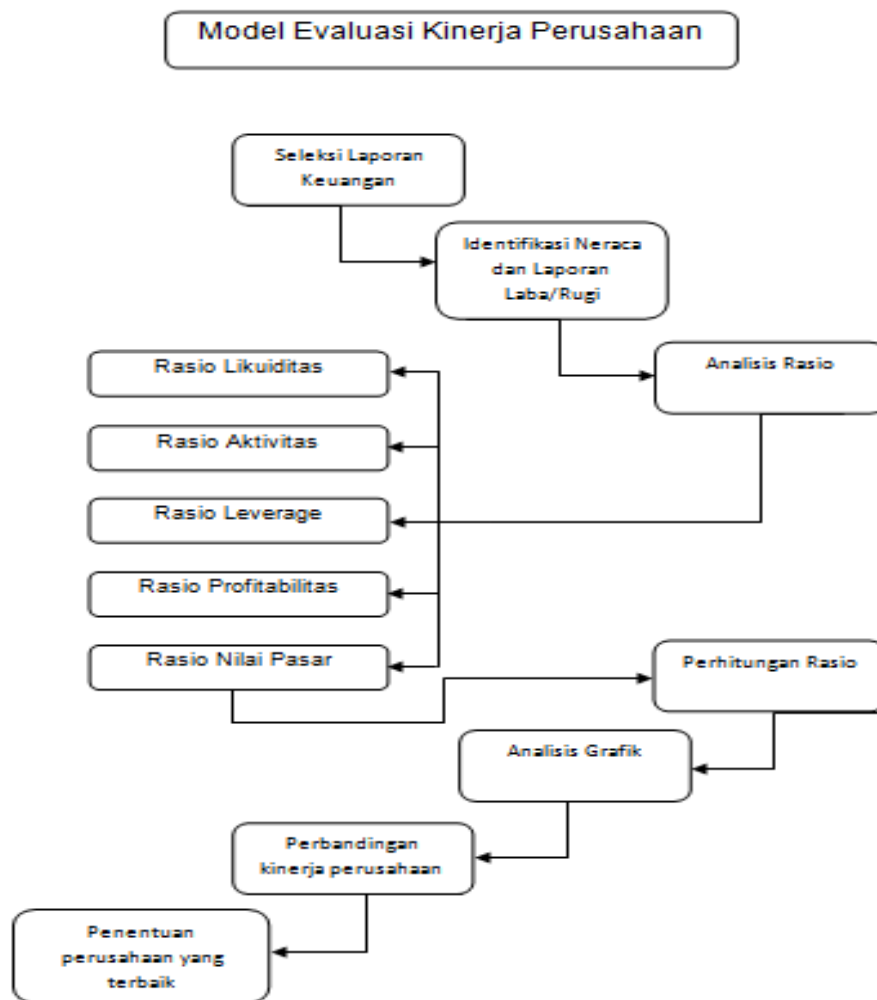 Model Evaluasi Kinerja Perusahaan
Seleksi Laporan
Keuangan
Identifikasi Neraca
dan Laporan
Laba/Rugi
Analisis Rasio
Rasio Likuiditas
Rasio Aktivitas
Rasio Leverage
Rasio Profitabilitas
Rasio Nilai Pasar
Perhitungan Rasio
Analisis Grafik
Perbandingan
kinerja perusahaan
Penentuan
perusahaan yang
terbaik